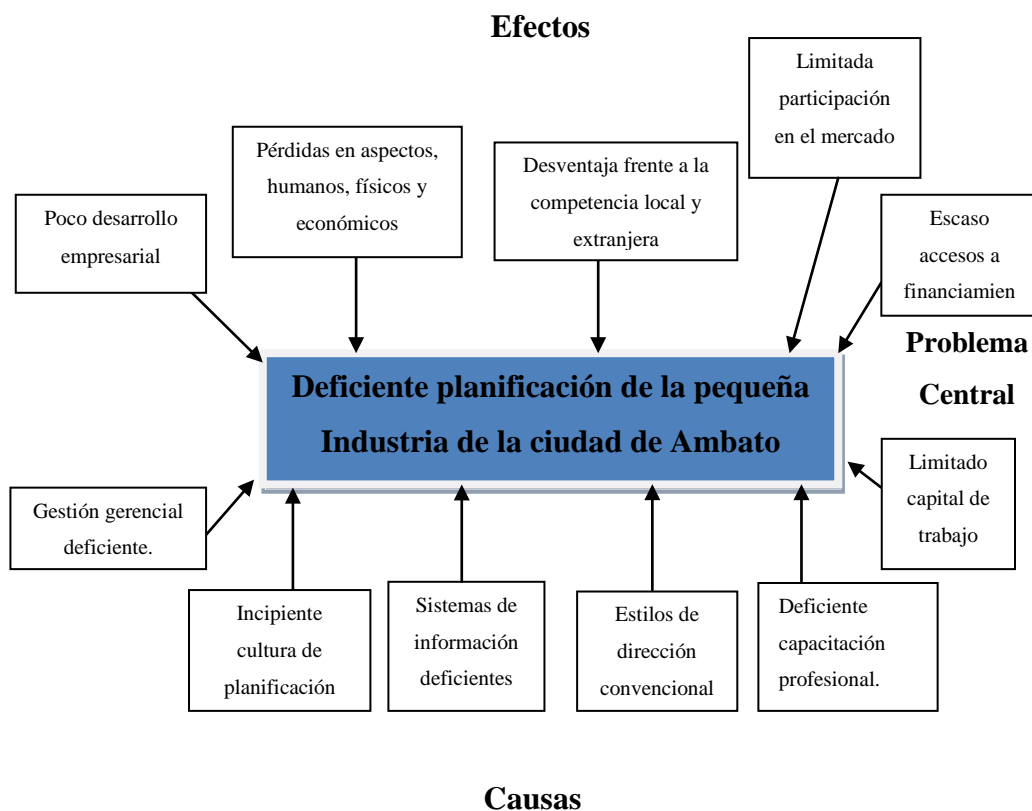 Efectos
Limitada
participación
en el mercado
Pérdidas en aspectos,
humanos, físicos y
económicos
Desventaja frente a la
competencia local y
extranjera
Poco desarrollo
empresarial
Escaso
accesos a
financiamien
Problema
Central
Deficiente planificación de la pequeña
Industria de la ciudad de Ambato
Limitado
capital de
trabajo
Gestión gerencial
deficiente.
Incipiente
cultura de
planificación
Sistemas de
información
deficientes
Estilos de
dirección
convencional
Deficiente
capacitación
profesional.
Causas